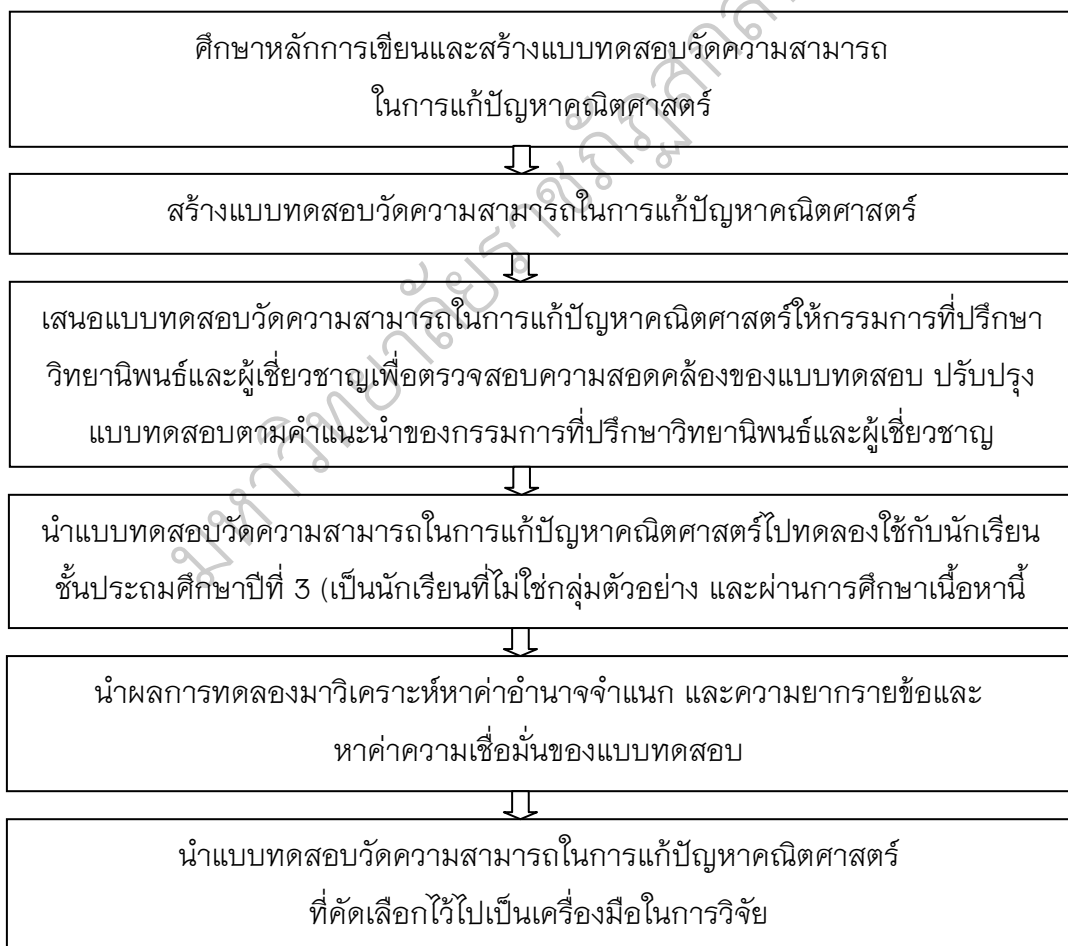 ศึกษาหลักการเขียนและสร้างแบบทดสอบวัดความสามารถ
ในการแก้ปัญหาคณิตศาสตร์
สร้างแบบทดสอบวัดความสามารถในการแก้ปัญหาคณิตศาสตร์
เสนอแบบทดสอบวัดความสามารถในการแก้ปัญหาคณิตศาสตร์ให้กรรมการที่ปรึกษา
วิทยานิพนธ์และผู้เชี่ยวชาญเพื่อตรวจสอบความสอดคล้องของแบบทดสอบ ปรับปรุง
แบบทดสอบตามคำแนะนำของกรรมการที่ปรึกษาวิทยานิพนธ์และผู้เชี่ยวชาญ
นำแบบทดสอบวัดความสามารถในการแก้ปัญหาคณิตศาสตร์ไปทดลองใช้กับนักเรียน
ชั้นประถมศึกษาปีที่ 3 (เป็นนักเรียนที่ไม่ใช่กลุ่มตัวอย่าง และผ่านการศึกษาเนื้อหานี้
นำผลการทดลองมาวิเคราะห์หาค่าอำนาจจำแนก และความยากรายข้อและ
หาค่าความเชื่อมั่นของแบบทดสอบ
นำแบบทดสอบวัดความสามารถในการแก้ปัญหาคณิตศาสตร์
ที่คัดเลือกไว้ไปเป็นเครื่องมือในการวิจัย
มหาวิทยาลัยราชภัฏสกล